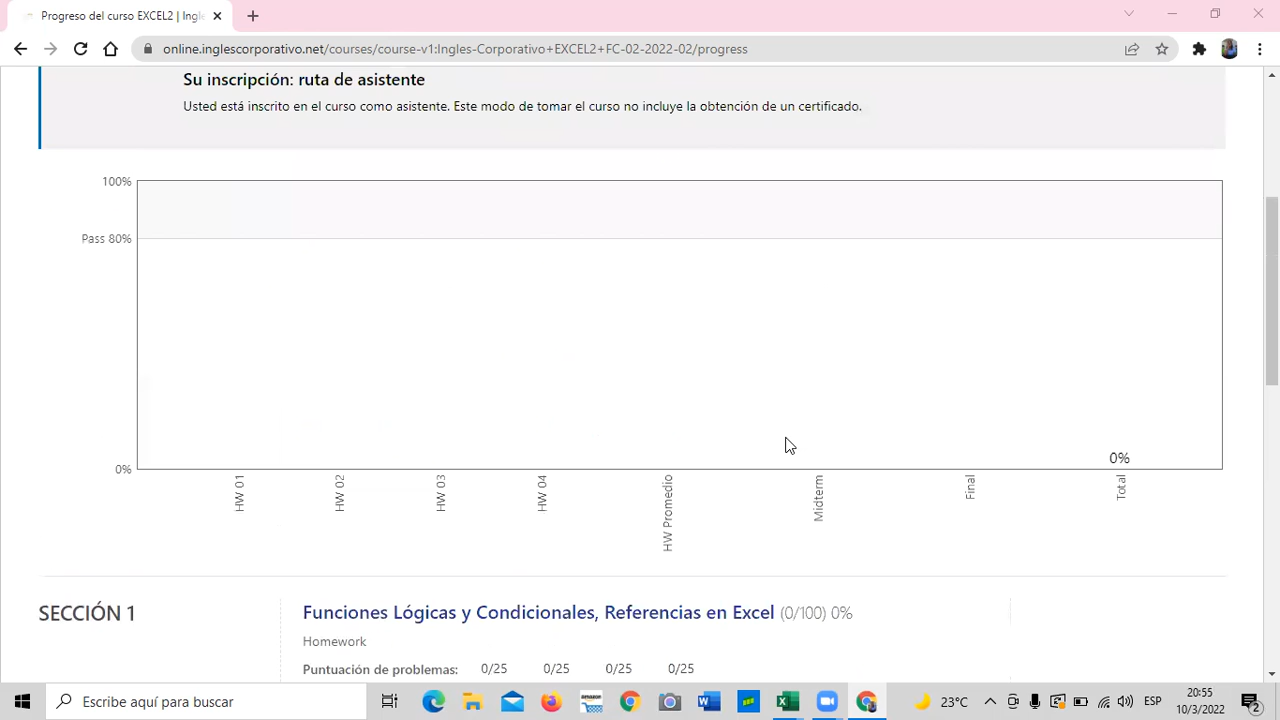 Progreso del curso EXCEL2 | Ingle
online.inglescorporativo.net/courses/course-v1:Ingles-Corporativo+EXCEL2+FC-02-2022-02/progress
Su inscripción: ruta de asistente
Usted está inscrito en el curso como asistente. Este modo de tomar el curso no incluye la obtención de un certificado.
100%
Pass 80%
0%
0%
HW 01
HW 02
HW 03
HW 04
HW Promedio
Midterm
Final
Total
SECCIÓN 1
Funciones Lógicas y Condicionales, Referencias en Excel (0/100) 0%
Homework
Puntuación de problemas: 0/25 0/25 0/25 0/25
Escribe aquí para buscar
amazon
23°C
ESP
20:55
10/3/2022
2